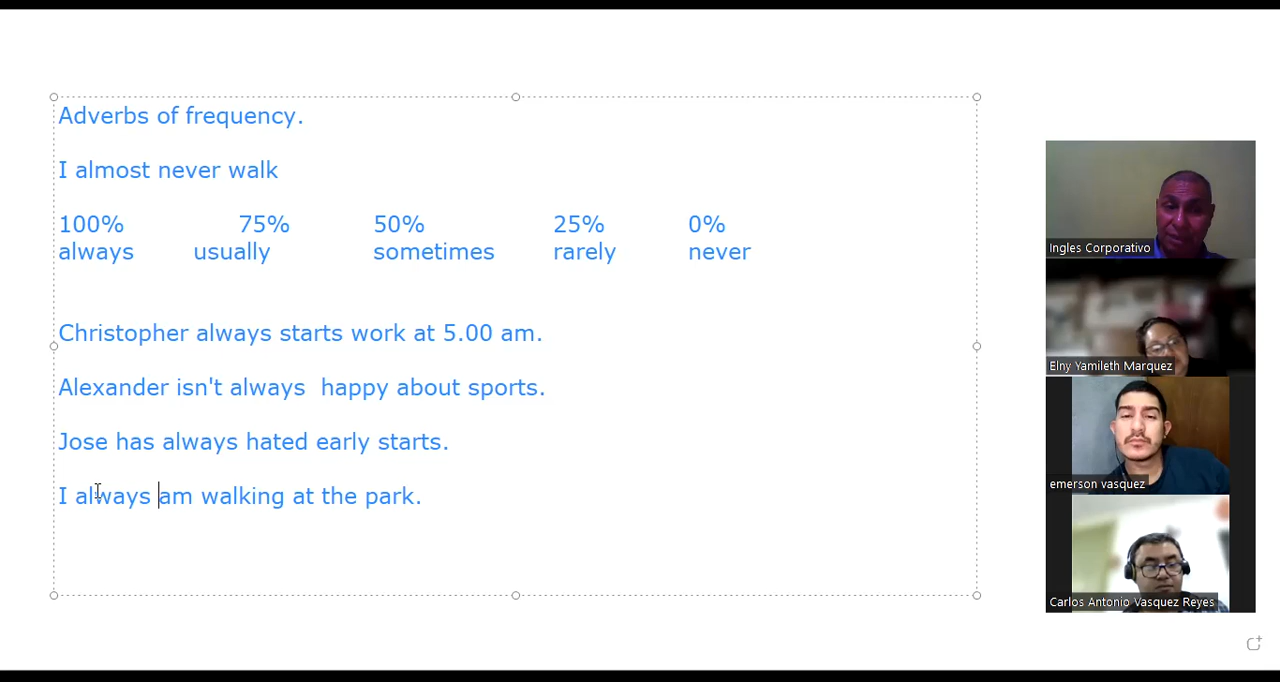 Adverbs of frequency.
I almost never walk
100% 75% 50% 25% 0%
always usually sometimes rarely never
Christopher always starts work at 5.00 am.
Alexander isn't always  happy about sports.
Jose has always hated early starts.
I always am walking at the park.
Ingles Corporativo
Elny Yamileth Marquez
emerson vasquez
Carlos Antonio Vasquez Reyes